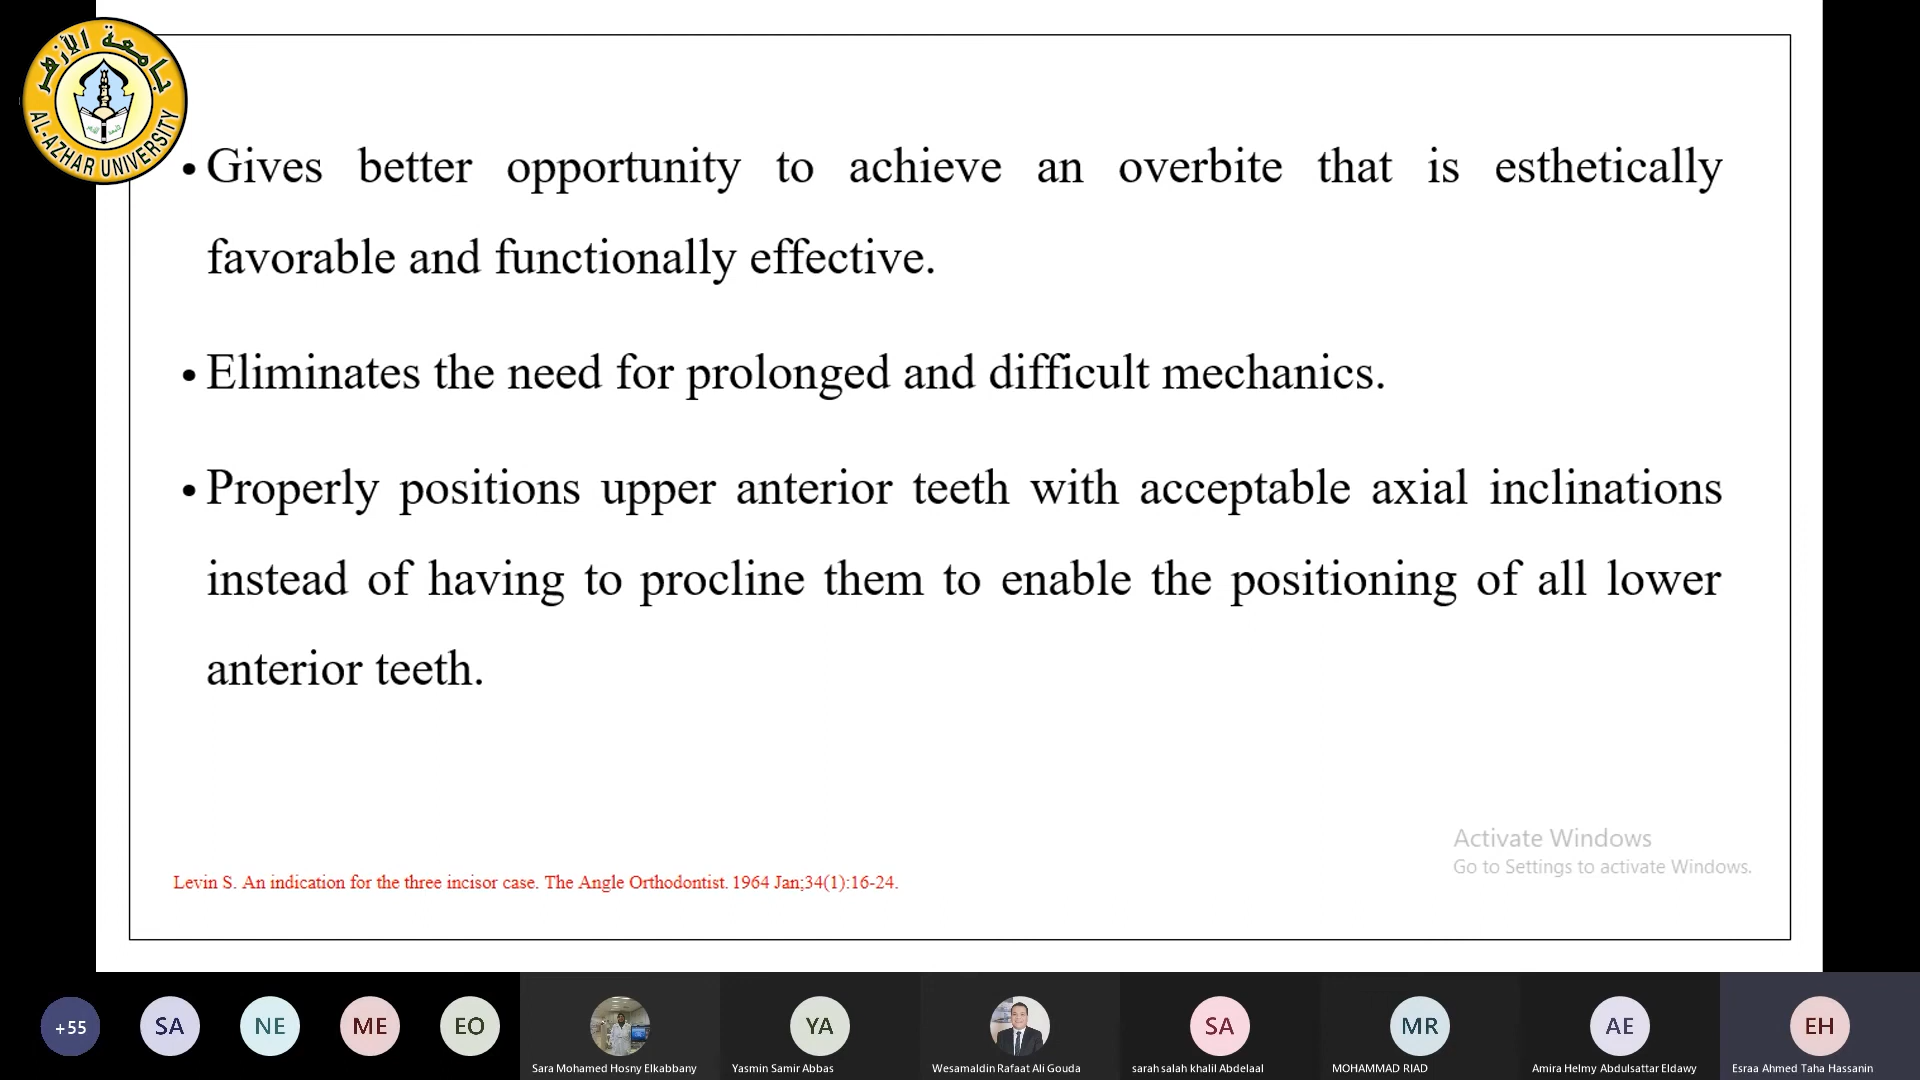 جامعة الأزهر
AL-AZHAR UNIVERSITY
• Gives better opportunity to achieve an overbite that is esthetically
favorable and functionally effective.
• Eliminates the need for prolonged and difficult mechanics.
• Properly positions upper anterior teeth with acceptable axial inclinations
instead of having to procline them to enable the positioning of all lower
anterior teeth.
Activate Windows
Go to Settings to activate Windows.
Levin S. An indication for the three incisor case. The Angle Orthodontist. 1964 Jan;34(1):16-24.
+55
SA
NE
ME
EO
YA
SA
MR
AE
EH
Sara Mohamed Hosny Elkabbany
Yasmin Samir Abbas
Wesamaldin Rafaat Ali Gouda
sarah salah khalil Abdelaal
MOHAMMAD RIAD
Amira Helmy Abdulsattar Eldawy
Esraa Ahmed Taha Hassanin